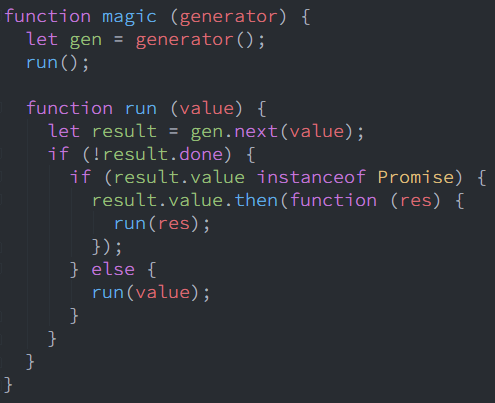 function magic (generator) {
  let gen = generator();
  run();

  function run (value) {
    let result = gen.next(value);
    if (!result.done) {
      if (result.value instanceof Promise) {
        result.value.then(function (res) {
          run(res);
        });
      } else {
        run(value);
      }
    }
  }
}